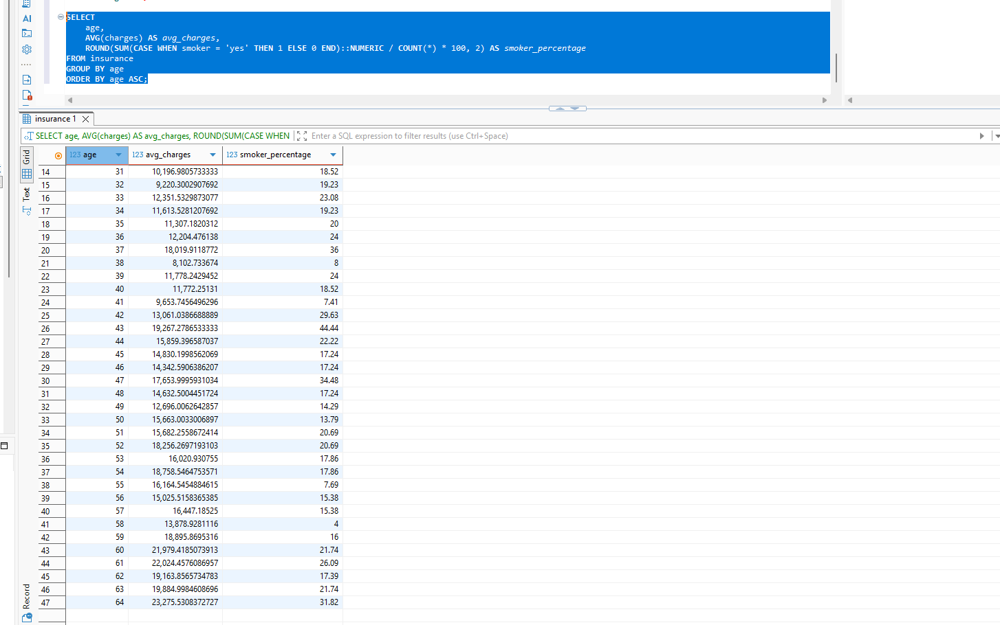 AI
SELECT
age,
AVG(charges) AS avg_charges,
ROUND(SUM(CASE WHEN smoker = 'yes' THEN 1 ELSE 0 END)::NUMERIC / COUNT(*) * 100, 2) AS smoker_percentage
FROM insurance
GROUP BY age
ORDER BY age ASC;
insurance 1
SELECT age, AVG(charges) AS avg_charges, ROUND(SUM(CASE WHEN Enter a SQL expression to filter results (use Ctrl+Space)
Grid
Text
Record
123 age 123 avg_charges 123 smoker_percentage
14 31 10,196.9805733333 18.52
15 32 9,220.3002907692 19.23
16 33 12,351.5329873077 23.08
17 34 11,613.5281207692 19.23
18 35 11,307.1820312 20
19 36 12,204.476138 24
20 37 18,019.9118772 36
21 38 8,102.733674 8
22 39 11,778.2429452 24
23 40 11,772.25131 18.52
24 41 9,653.7456496296 7.41
25 42 13,061.0386688889 29.63
26 43 19,267.2786533333 44.44
27 44 15,859.396587037 22.22
28 45 14,830.1998562069 17.24
29 46 14,342.5906386207 17.24
30 47 17,653.9995931034 34.48
31 48 14,632.5004451724 17.24
32 49 12,696.0062642857 14.29
33 50 15,663.0033006897 13.79
34 51 15,682.2558672414 20.69
35 52 18,256.2697193103 20.69
36 53 16,020.930755 17.86
37 54 18,758.5464753571 17.86
38 55 16,164.5454884615 7.69
39 56 15,025.5158365385 15.38
40 57 16,447.18525 15.38
41 58 13,878.9281116 4
42 59 18,895.8695316 16
43 60 21,979.4185073913 21.74
44 61 22,024.4576086957 26.09
45 62 19,163.8565734783 17.39
46 63 19,884.9984608696 21.74
47 64 23,275.5308372727 31.82